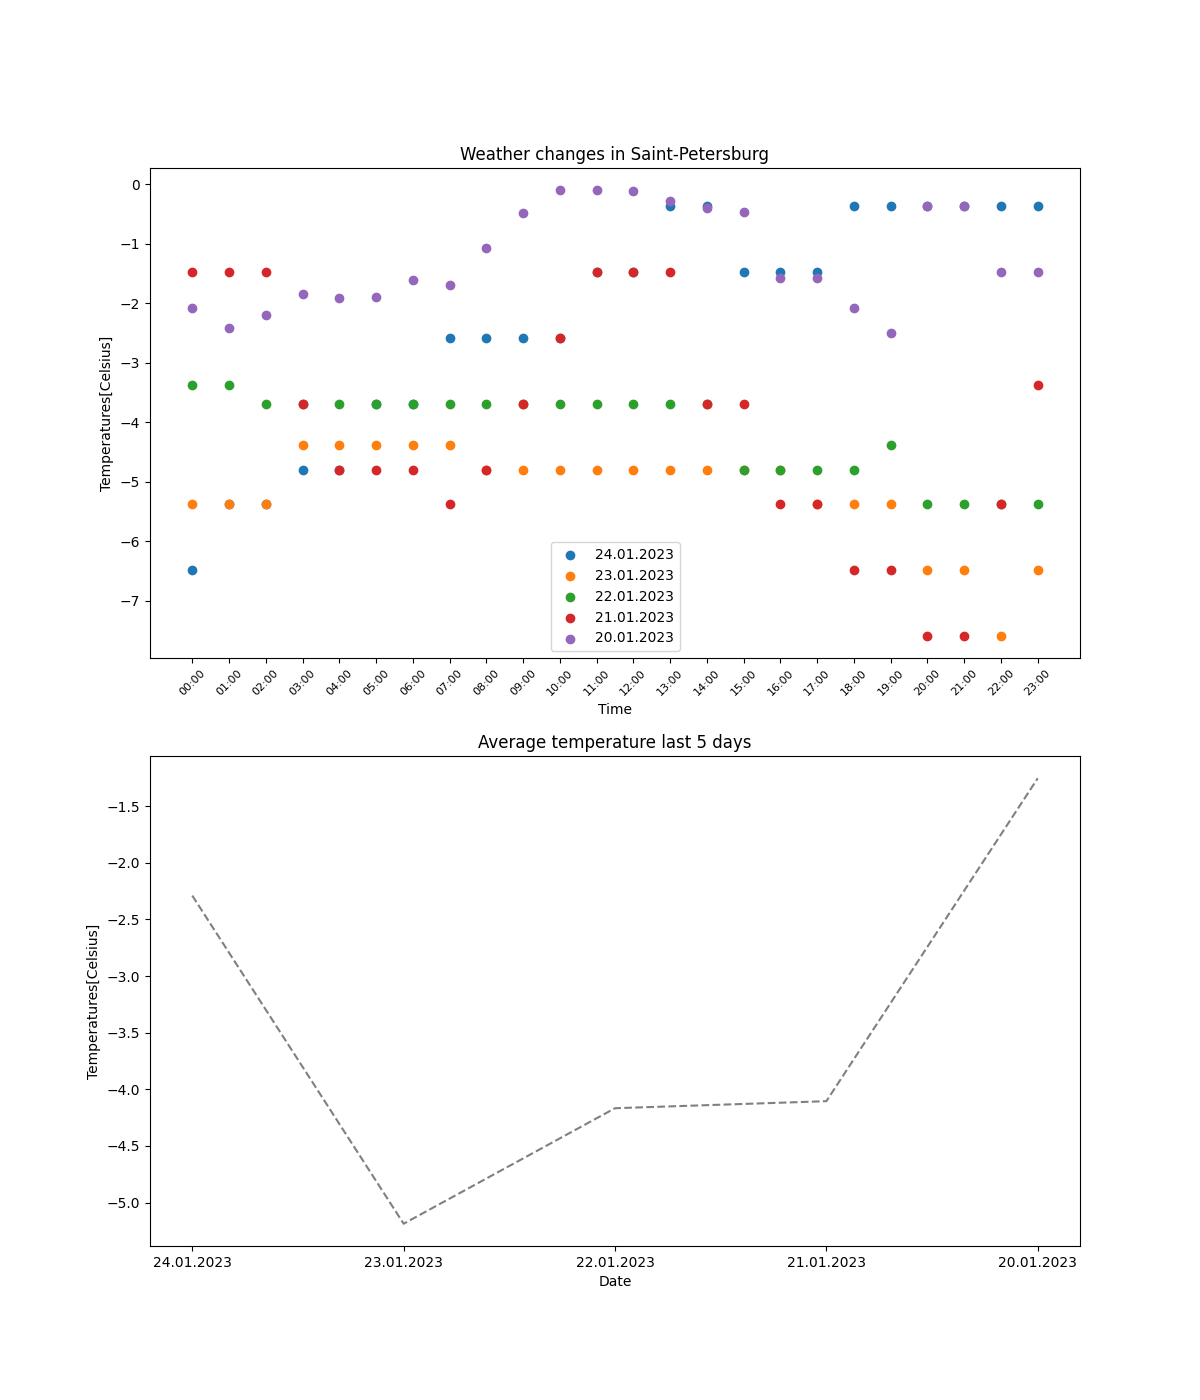 Weather changes in Saint-Petersburg
Temperatures[Celsius]
0
−1
−2
−3
−4
−5
−6
−7
24.01.2023
23.01.2023
22.01.2023
21.01.2023
20.01.2023
00:00 01:00 02:00 03:00 04:00 05:00 06:00 07:00 08:00 09:00 10:00 11:00 12:00 13:00 14:00 15:00 16:00 17:00 18:00 19:00 20:00 21:00 22:00 23:00
Time
Average temperature last 5 days
Temperatures[Celsius]
−1.5
−2.0
−2.5
−3.0
−3.5
−4.0
−4.5
−5.0
24.01.2023 23.01.2023 22.01.2023 21.01.2023 20.01.2023
Date